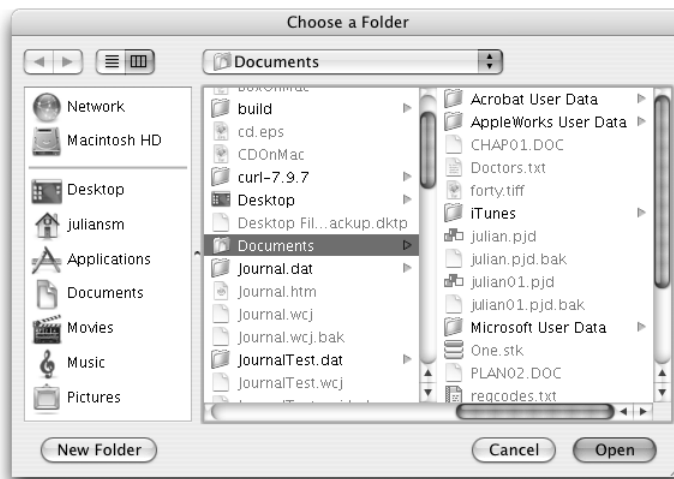 Choose a Folder
Documents
Network
Macintosh HD
Desktop
juliansm
Applications
Documents
Movies
Music
Pictures
BoxOnMac
build
cd.eps
CDOnMac
curl-7.9.7
Desktop
Desktop Fil...ackup.dktp
Documents
Journal.dat
Journal.htm
Journal.wcj
Journal.wcj.bak
JournalTest.dat
JournalTest.wcj
Acrobat User Data
AppleWorks User Data
CHAP01.DOC
Doctors.txt
forty.tiff
iTunes
julian.pjd
julian.pjd.bak
julian01.pjd
julian01.pjd.bak
Microsoft User Data
One.stk
PLAN02.DOC
regcodes.txt
New Folder
Cancel
Open